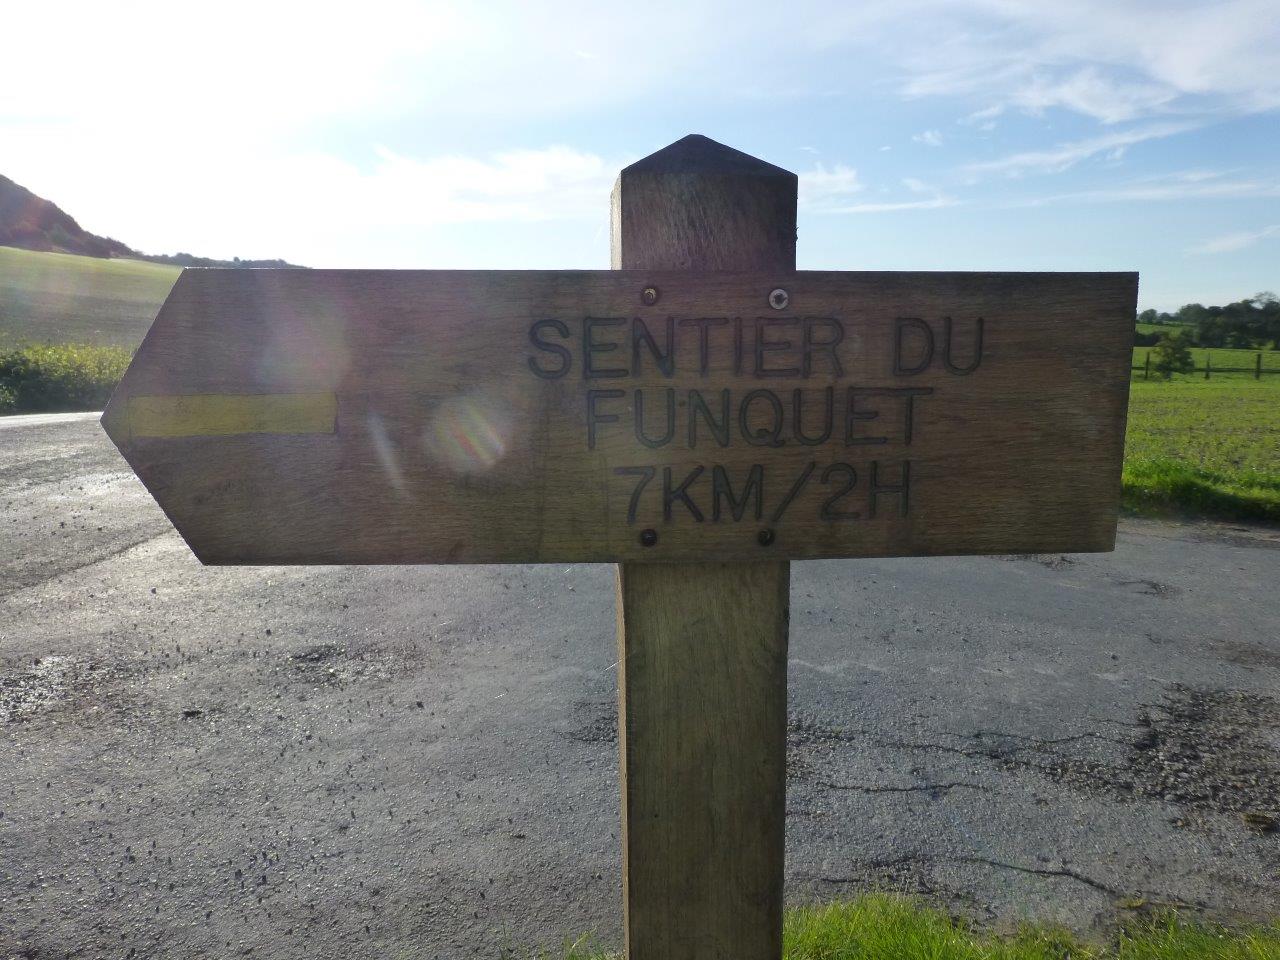 SENTIER DU
FUNQUET
7KM/2H